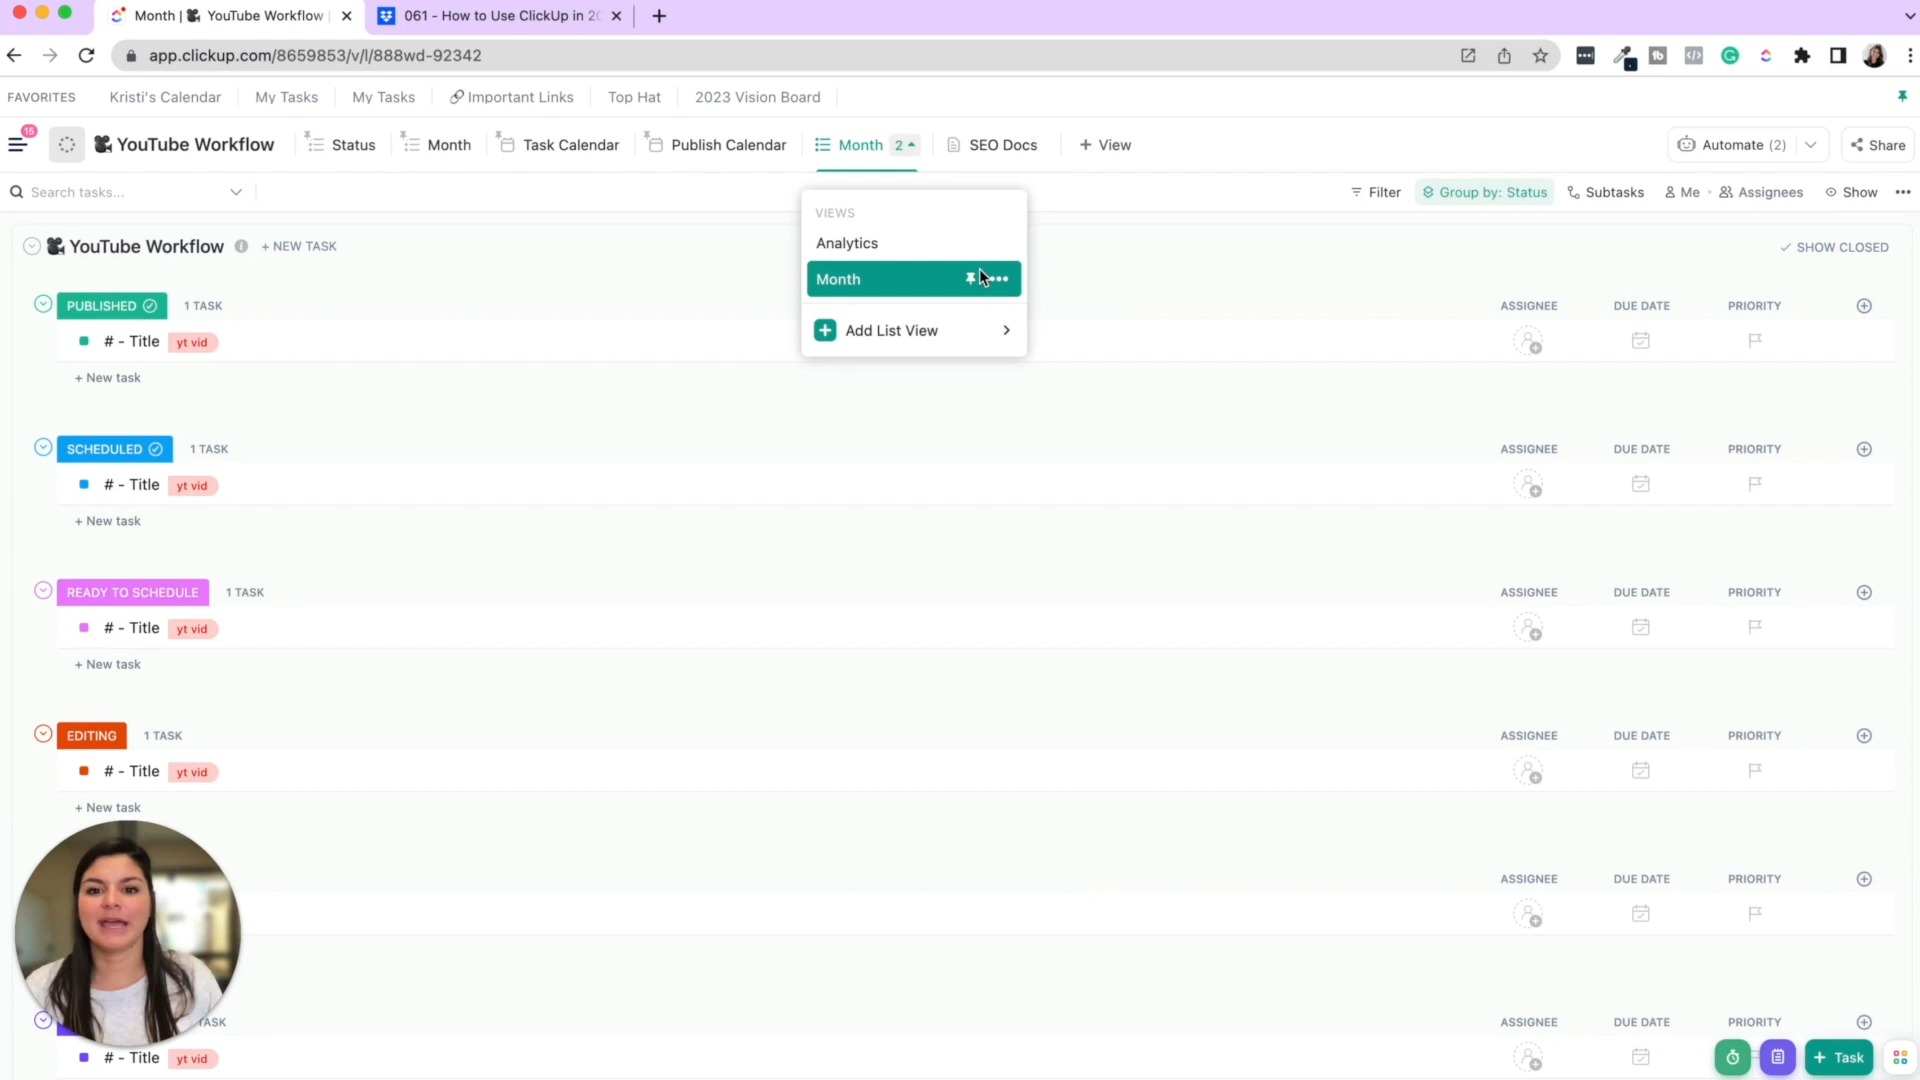 Month | YouTube Workflow
061 - How to Use ClickUp in 20
app.clickup.com/8659853/v/l/888wd-92342
FAVORITES Kristi's Calendar My Tasks My Tasks Important Links Top Hat 2023 Vision Board
15
YouTube Workflow Status Month Task Calendar Publish Calendar Month 2 SEO Docs + View Automate (2) Share
Search tasks... Filter Group by: Status Subtasks Me Assignees Show
VIEWS
Analytics
Month
Add List View
YouTube Workflow + NEW TASK SHOW CLOSED
PUBLISHED 1 TASK ASSIGNEE DUE DATE PRIORITY
# - Title yt vid
+ New task
SCHEDULED 1 TASK ASSIGNEE DUE DATE PRIORITY
# - Title yt vid
+ New task
READY TO SCHEDULE 1 TASK ASSIGNEE DUE DATE PRIORITY
# - Title yt vid
+ New task
EDITING 1 TASK ASSIGNEE DUE DATE PRIORITY
# - Title yt vid
+ New task
ASSIGNEE DUE DATE PRIORITY
TASK ASSIGNEE DUE DATE PRIORITY
# - Title yt vid
+ Task